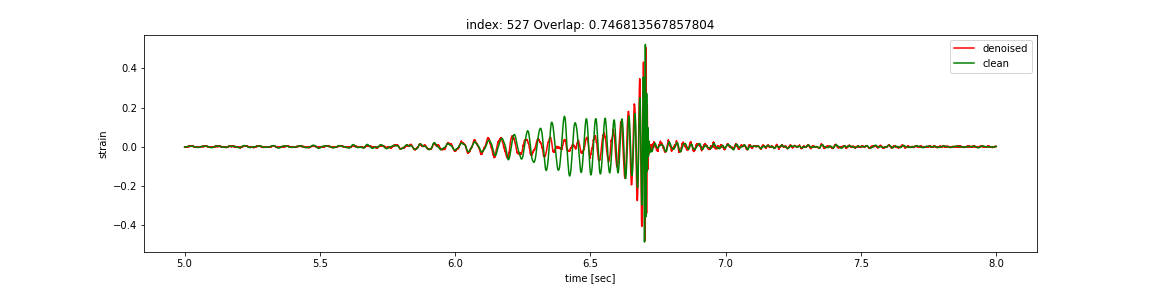 index: 527 Overlap: 0.746813567857804
denoised
clean
strain
0.4
0.2
0.0
−0.2
−0.4
5.0 5.5 6.0 6.5 7.0 7.5 8.0
time [sec]